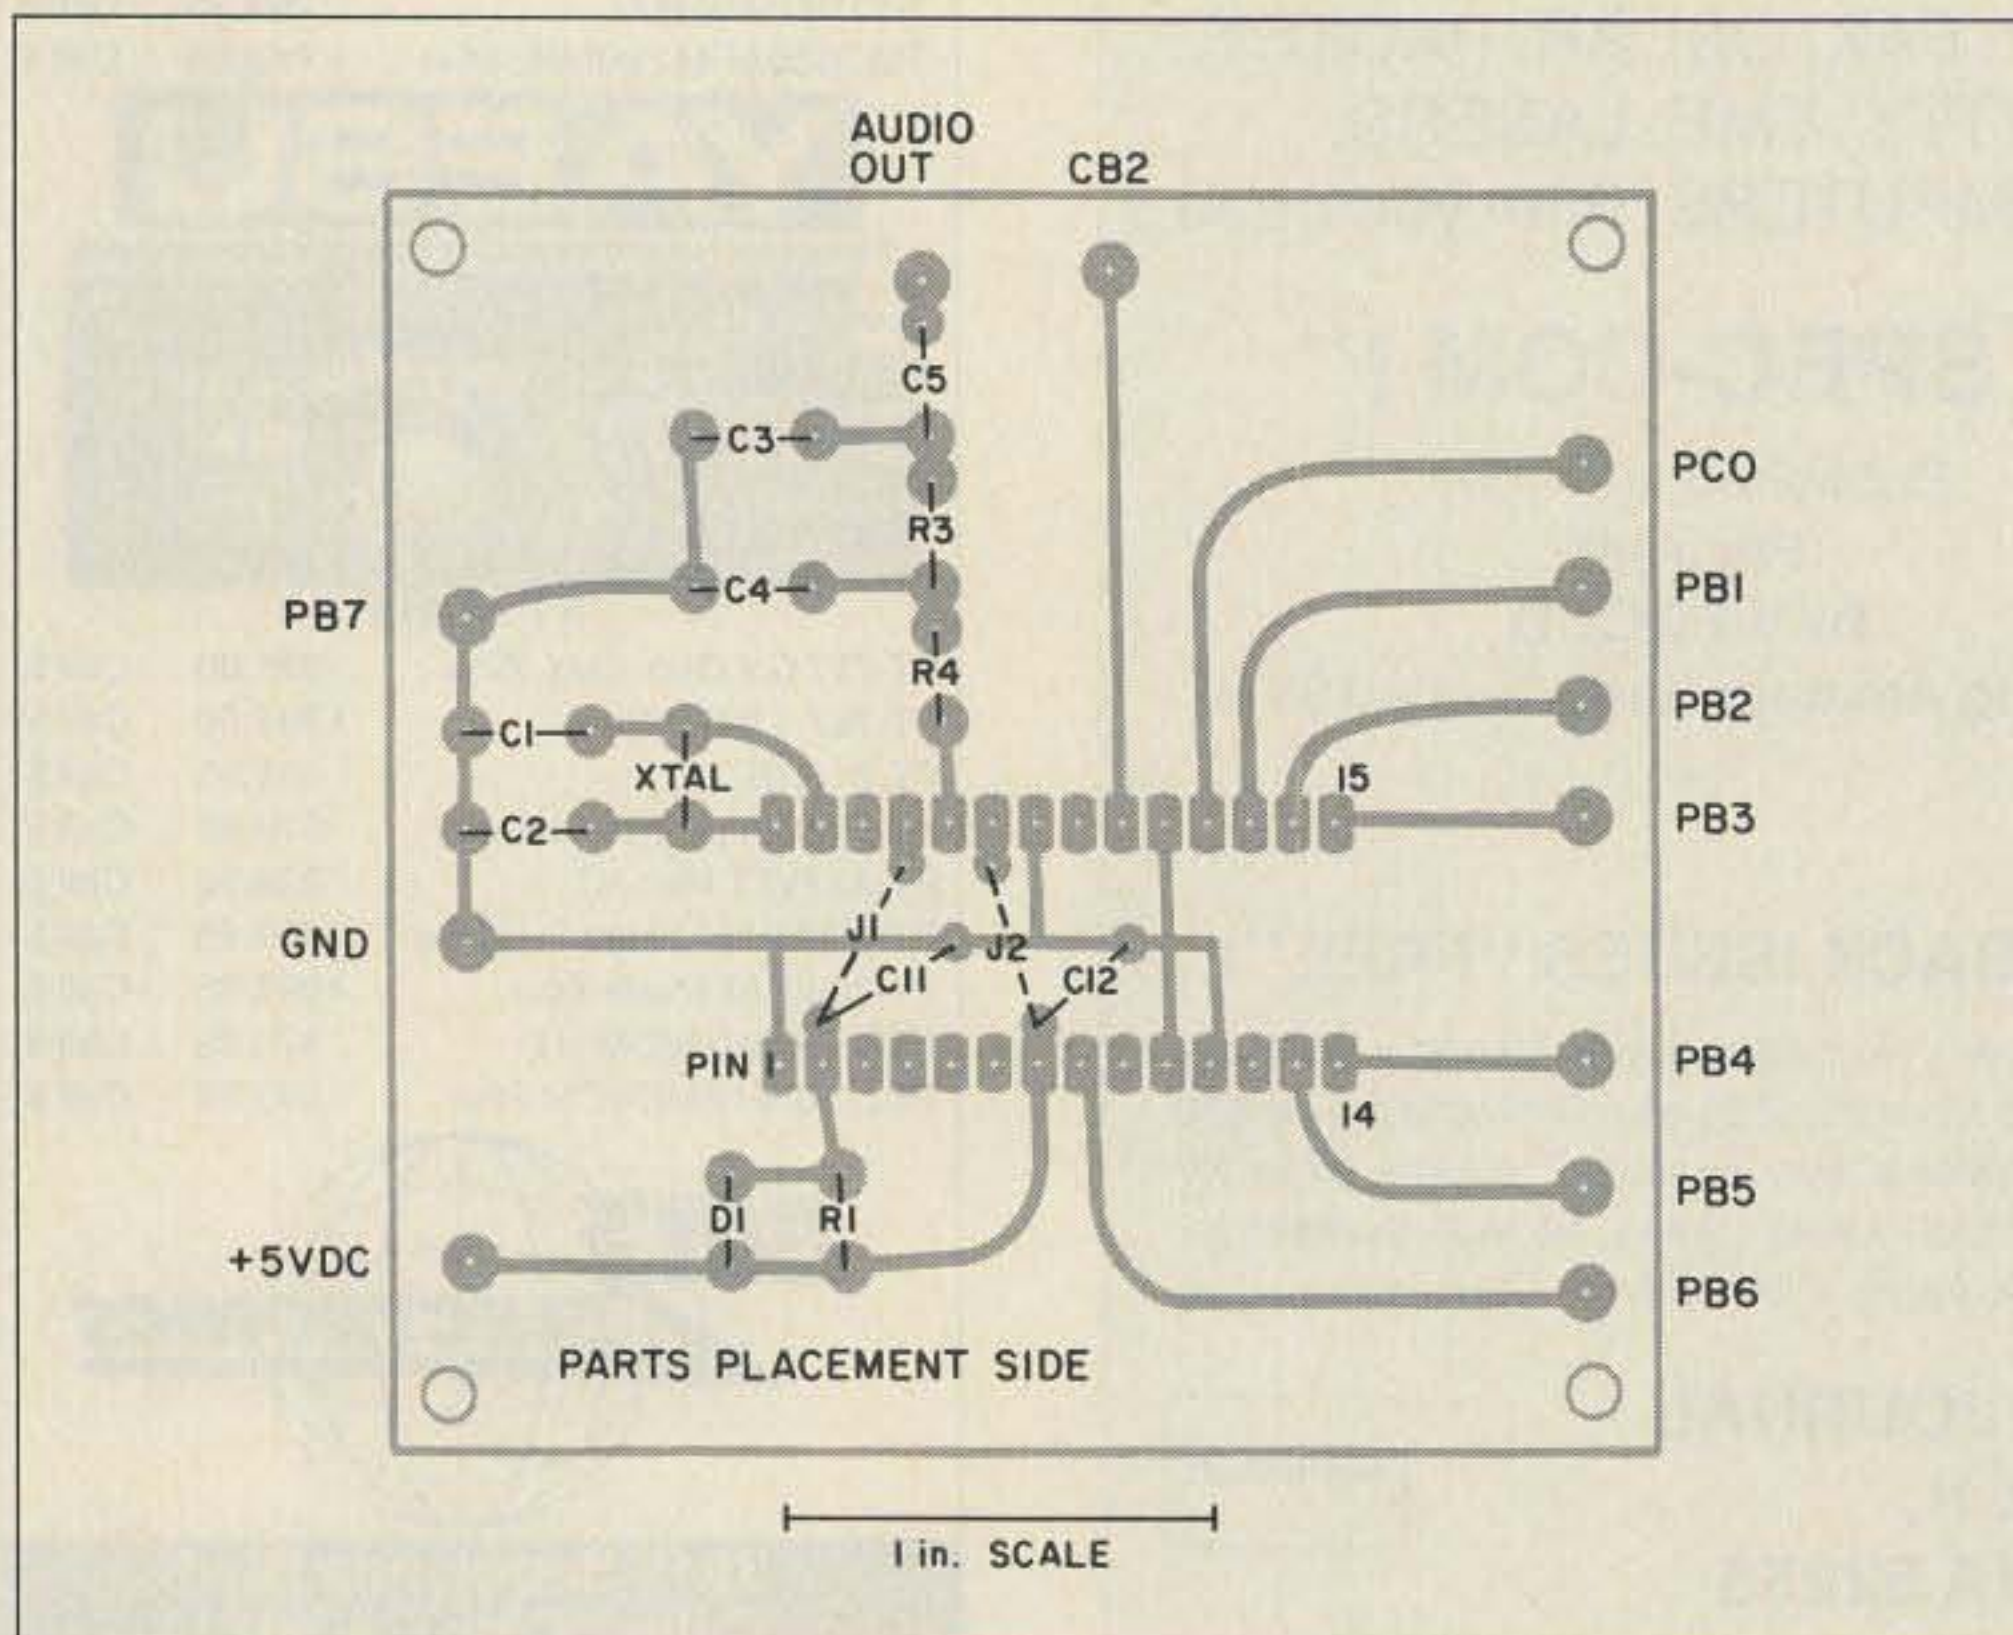 AUDIO
OUT
CB2
C5
C3
PC0
R3
C4
PB1
PB7
R4
PB2
C1
XTAL
15
C2
PB3
J1
GND
J2
C11
C12
PIN 1
PB4
14
PB5
D1
R1
+5VDC
PB6
PARTS PLACEMENT SIDE
1 in. SCALE